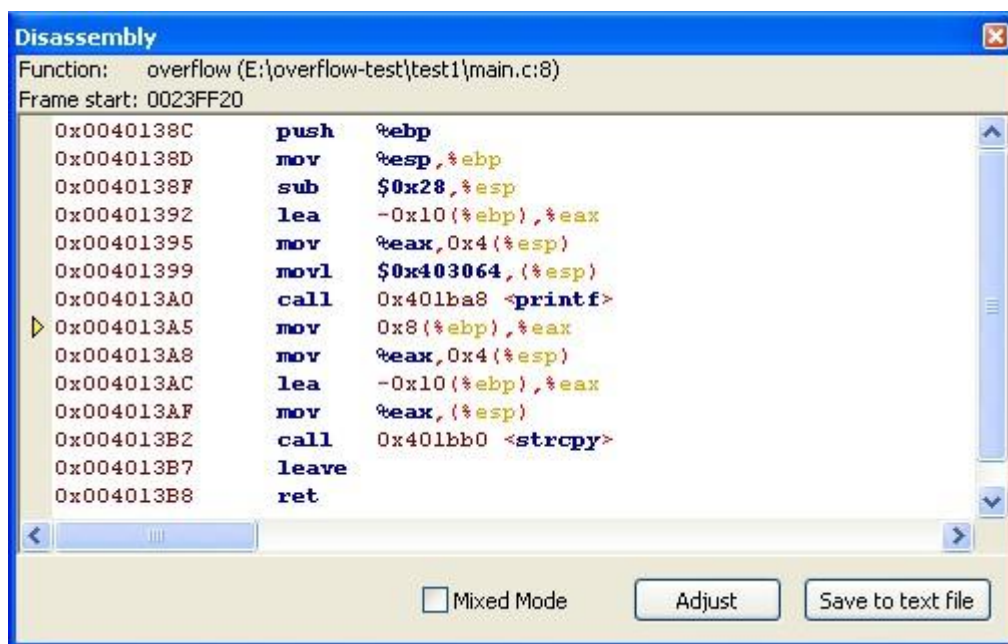 Disassembly
Function: overflow (E:\overflow-test\test1\main.c:8)
Frame start: 0023FF20
0x0040138C push %ebp
0x0040138D mov %esp,%ebp
0x0040138F sub $0x28,%esp
0x00401392 lea -0x10(%ebp),%eax
0x00401395 mov %eax,0x4(%esp)
0x00401399 movl $0x403064,(%esp)
0x004013A0 call 0x401ba8 <printf>
0x004013A5 mov 0x8(%ebp),%eax
0x004013A8 mov %eax,0x4(%esp)
0x004013AC lea -0x10(%ebp),%eax
0x004013AF mov %eax,(%esp)
0x004013B2 call 0x401bb0 <strcpy>
0x004013B7 leave
0x004013B8 ret
Mixed Mode Adjust Save to text file